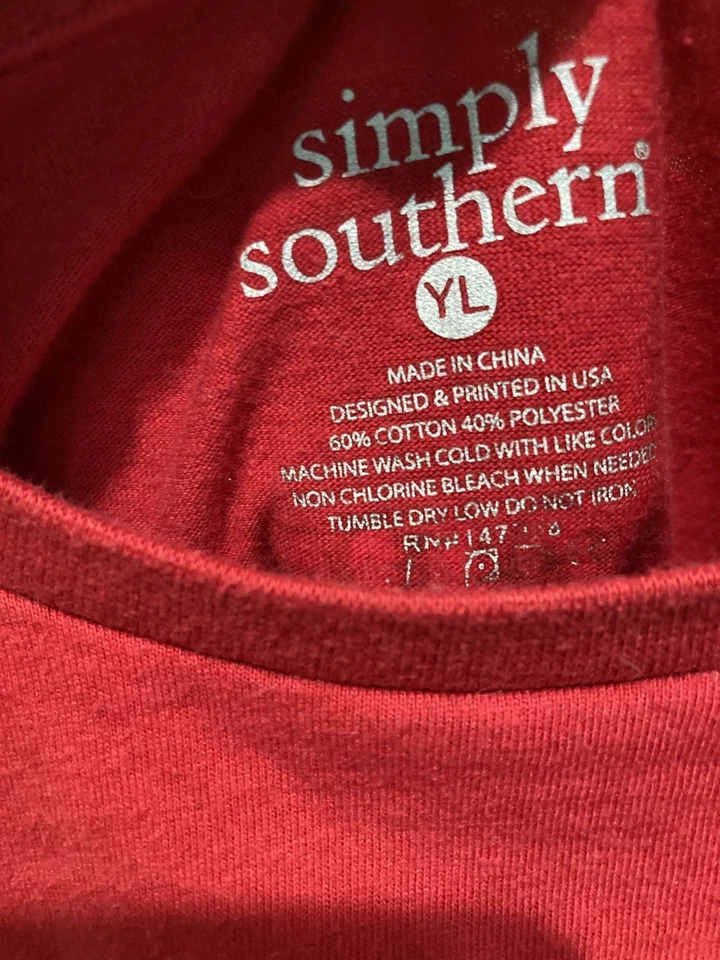 simply
southern®
YL
MADE IN CHINA
DESIGNED & PRINTED IN USA
60% COTTON 40% POLYESTER
MACHINE WASH COLD WITH LIKE COLOR
NON CHLORINE BLEACH WHEN NEEDED
TUMBLE DRY LOW DO NOT IRON